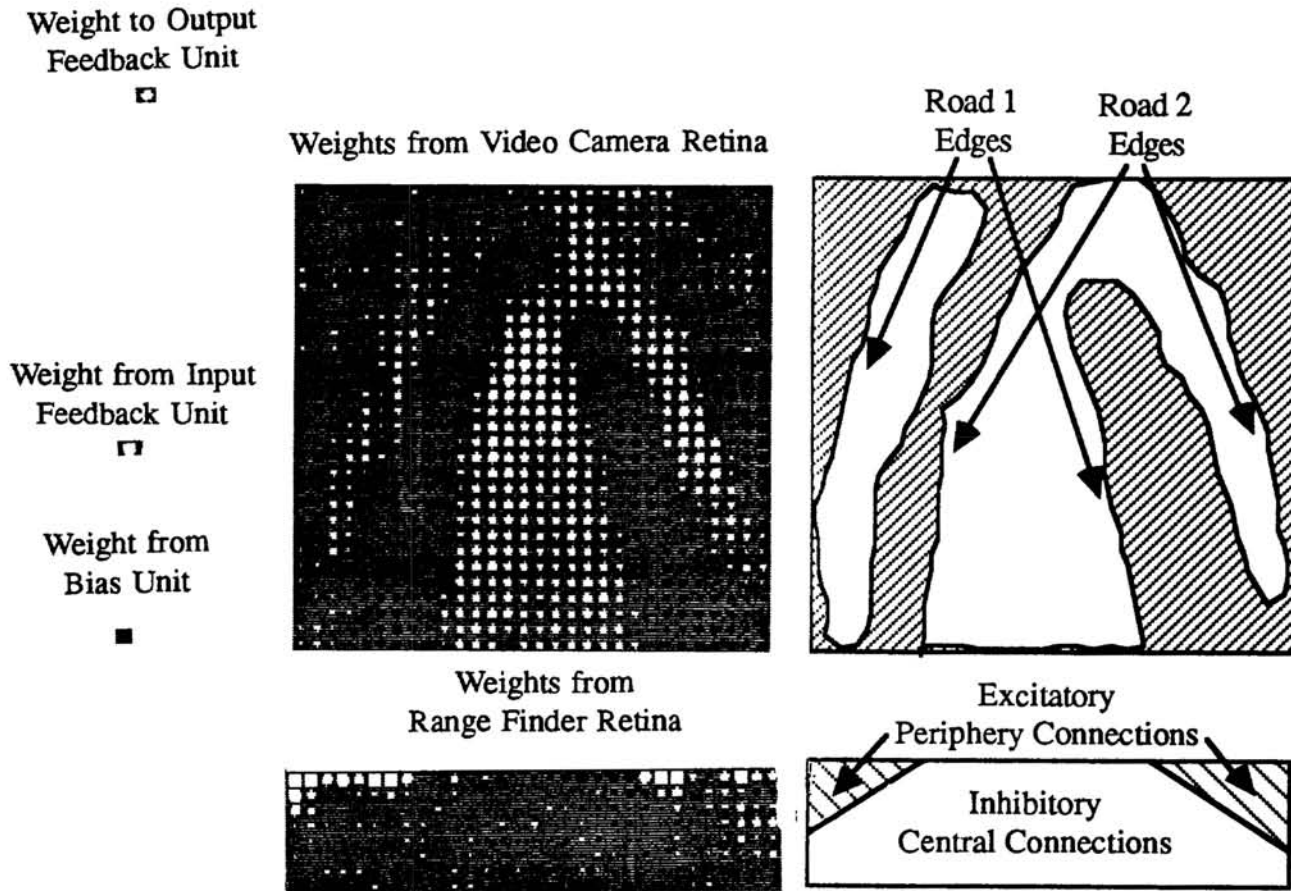 Weight to Output
Feedback Unit
Weights from Video Camera Retina
Road 1
Edges
Road 2
Edges
Weight from Input
Feedback Unit
Weight from
Bias Unit
Weights from
Range Finder Retina
Excitatory
Periphery Connections
Inhibitory
Central Connections